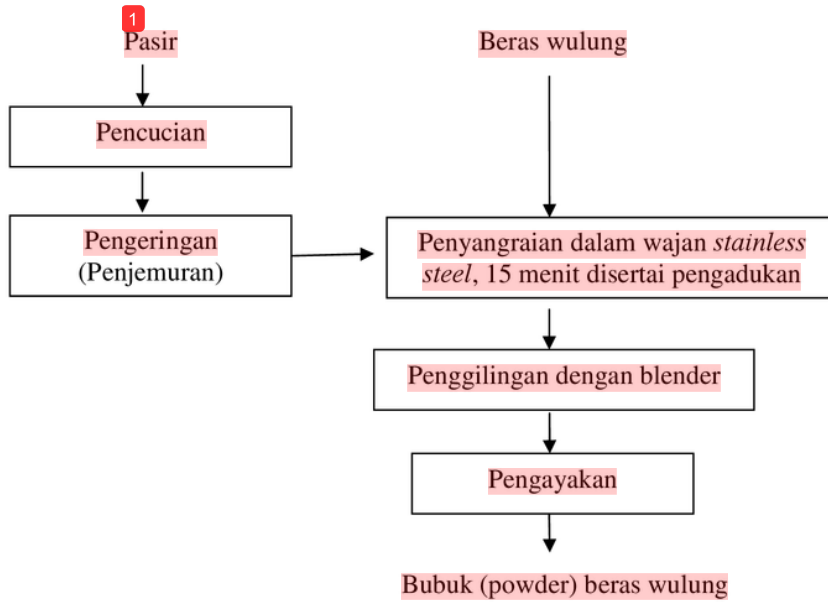 1
Pasir
Beras wulung
Pencucian
Pengeringan
(Penjemuran)
Penyangraian dalam wajan stainless
steel, 15 menit disertai pengadukan
Penggilingan dengan blender
Pengayakan
Bubuk (powder) beras wulung